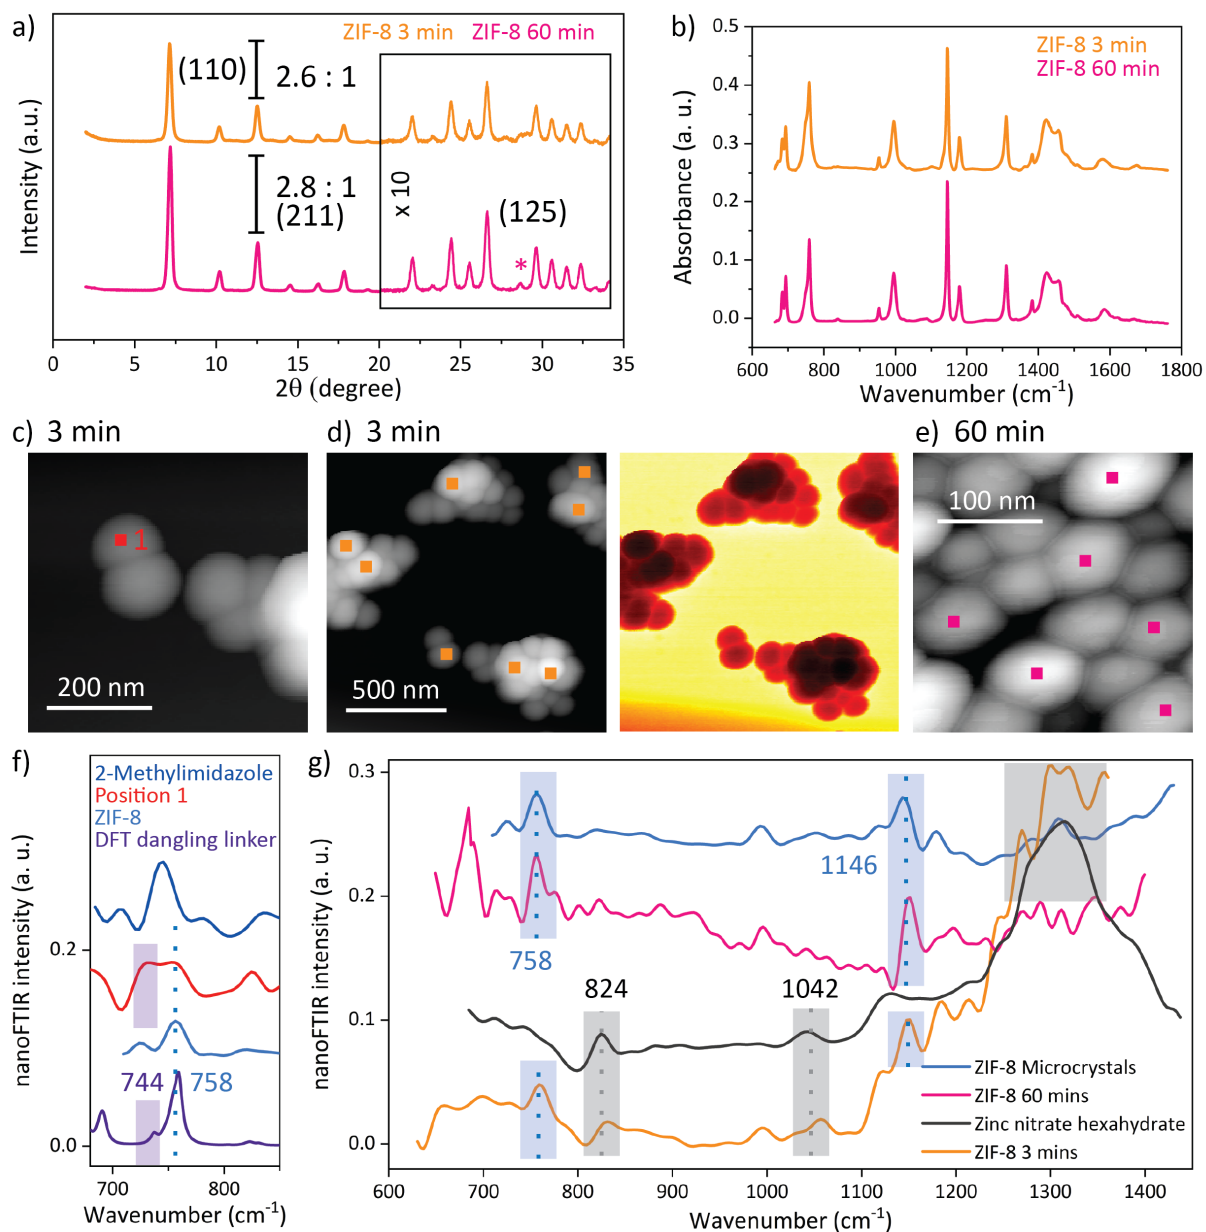 a)
ZIF-8 3 min ZIF-8 60 min
(110)
2.6 : 1
2.8 : 1
(211)
x 10
(125)
*
Intensity (a.u.)
0 5 10 15 20 25 30 35
2θ (degree)
b)
ZIF-8 3 min
ZIF-8 60 min
0.5
0.4
0.3
0.2
0.1
0.0
Absorbance (a. u.)
600 800 1000 1200 1400 1600 1800
Wavenumber (cm-1)
c) 3 min
1
200 nm
d) 3 min
500 nm
e) 60 min
100 nm
f)
2-Methylimidazole
Position 1
ZIF-8
DFT dangling linker
0.2
0.0
744
758
nanoFTIR intensity (a. u.)
700 800
Wavenumber (cm-1)
g)
0.3
0.2
0.1
0.0
nanoFTIR intensity (a. u.)
758
1146
824
1042
ZIF-8 Microcrystals
ZIF-8 60 mins
Zinc nitrate hexahydrate
ZIF-8 3 mins
600 700 800 900 1000 1100 1200 1300 1400
Wavenumber (cm-1)